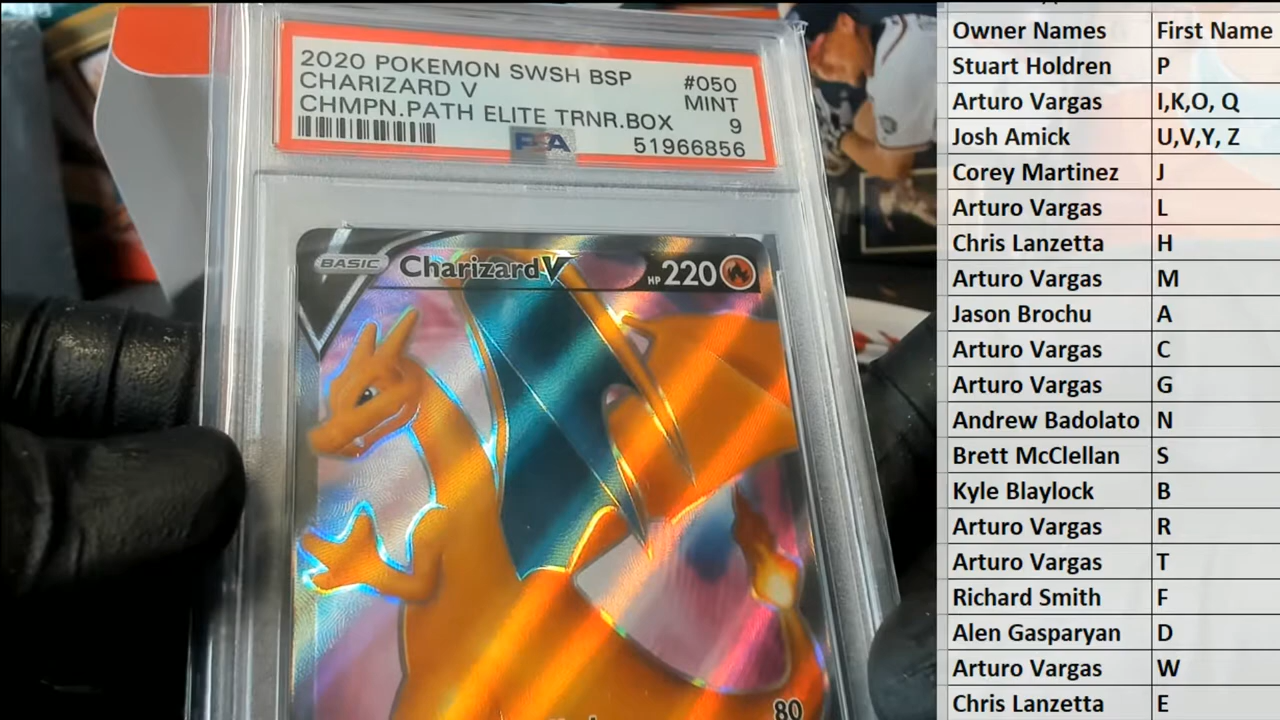 2020 POKEMON SWSH BSP #050
CHARIZARD V MINT
CHMPN.PATH ELITE TRNR.BOX 9
PSA 51966856
BASIC Charizard V HP 220
80
Owner Names First Name
Stuart Holdren P
Arturo Vargas I,K,O, Q
Josh Amick U,V,Y, Z
Corey Martinez J
Arturo Vargas L
Chris Lanzetta H
Arturo Vargas M
Jason Brochu A
Arturo Vargas C
Arturo Vargas G
Andrew Badolato N
Brett McClellan S
Kyle Blaylock B
Arturo Vargas R
Arturo Vargas T
Richard Smith F
Alen Gasparyan D
Arturo Vargas W
Chris Lanzetta E